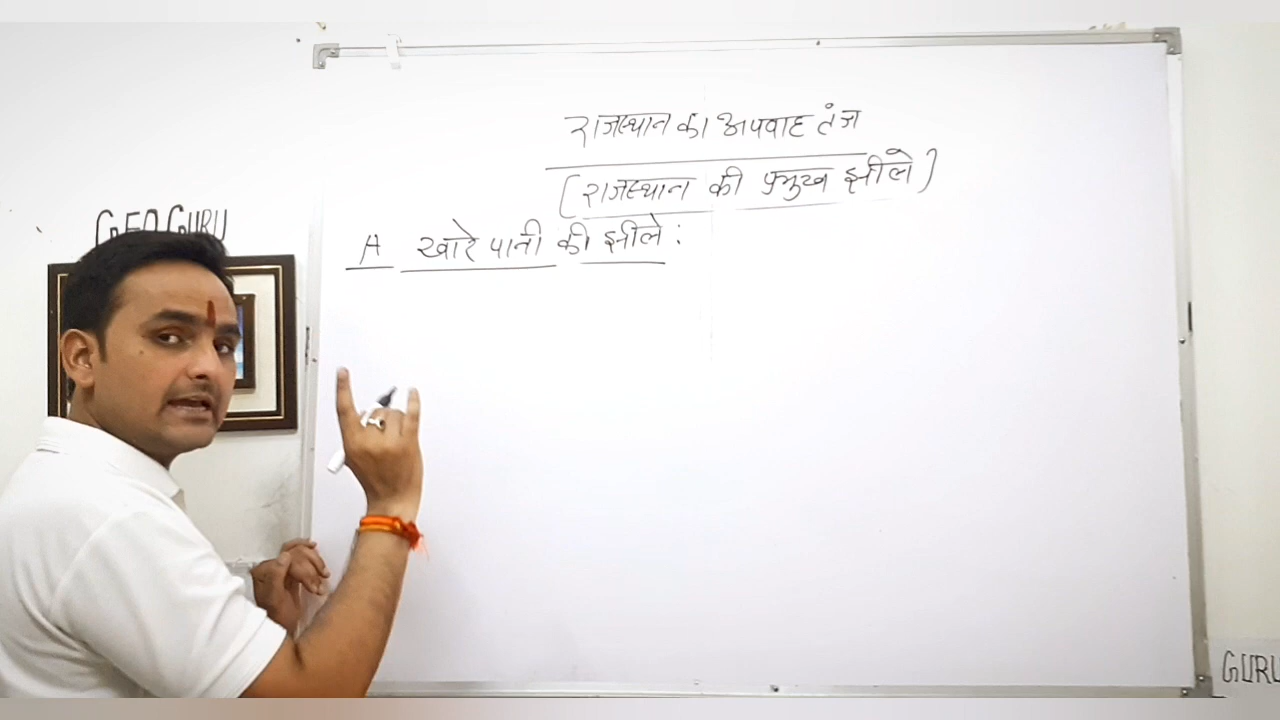 राजस्थान का अपवाह तंत्र
[राजस्थान की प्रमुख झीले]
GEO GURU
A खारे पानी की झीले :
GURU